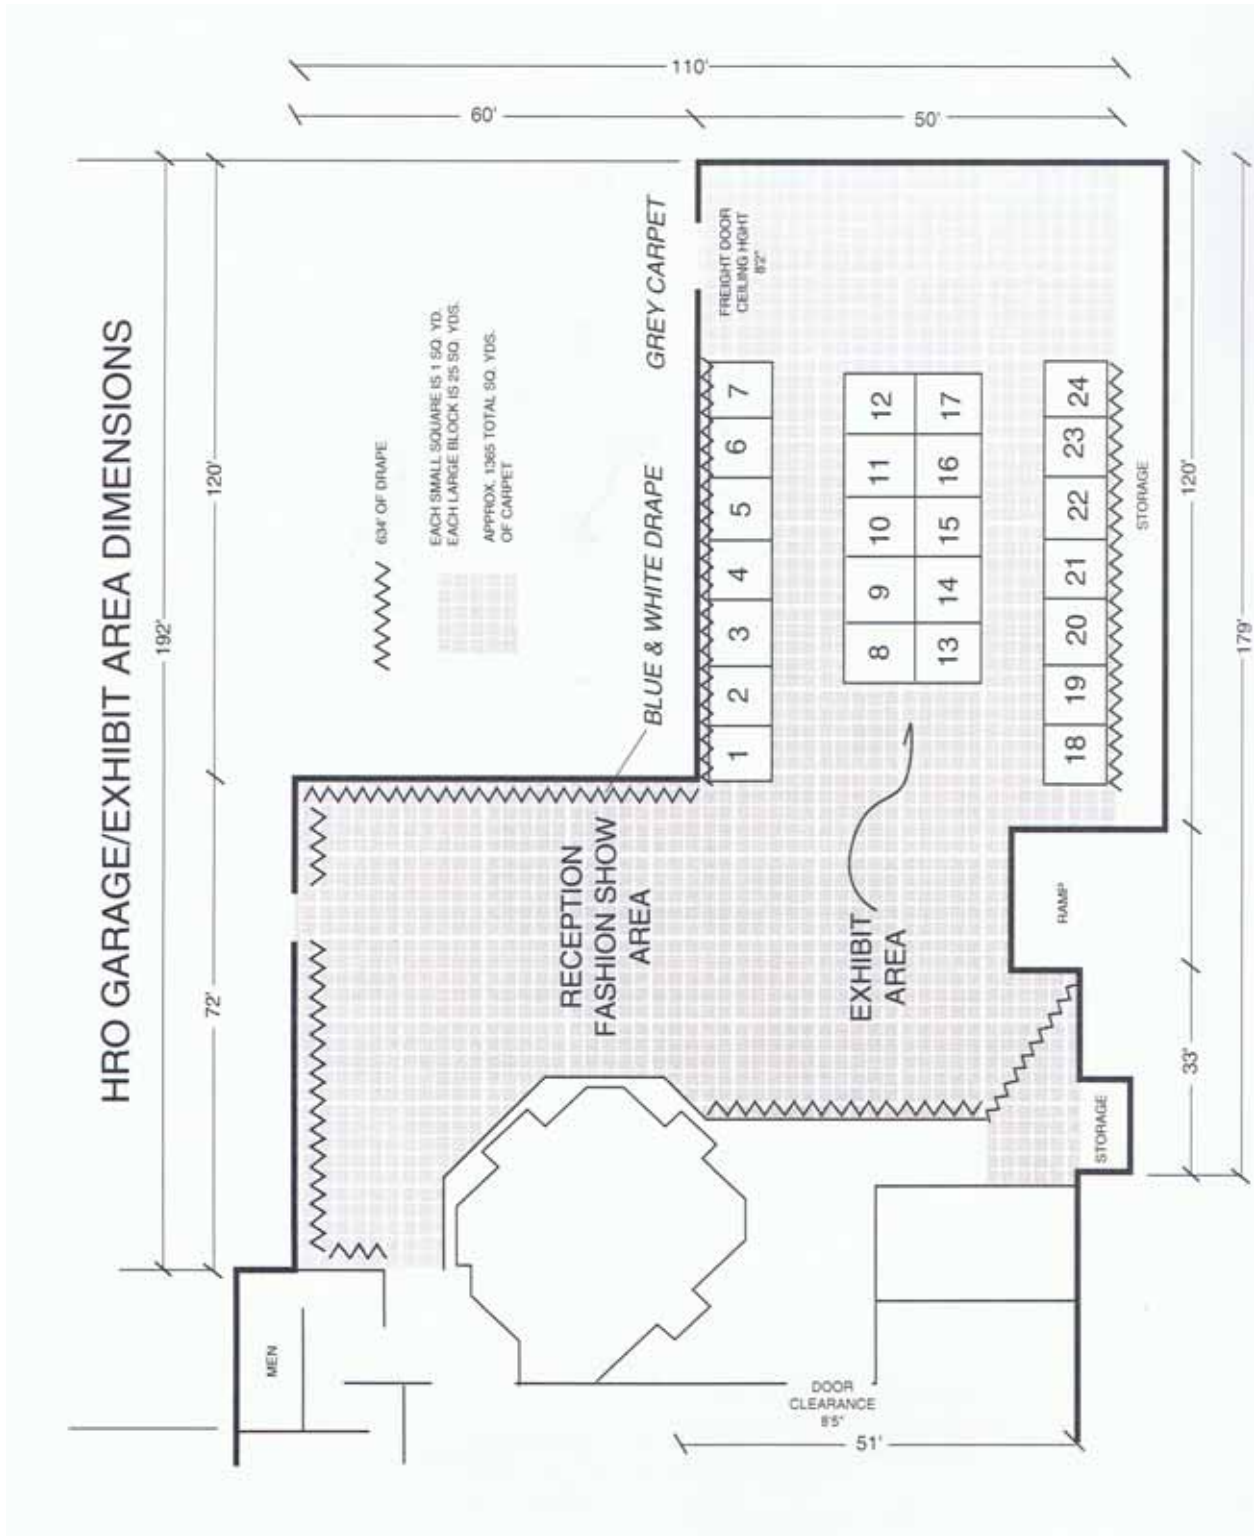 HRO GARAGE/EXHIBIT AREA DIMENSIONS
192'
72'
120'
634' OF DRAPE
EACH SMALL SQUARE IS 1 SQ. YD.
EACH LARGE BLOCK IS 25 SQ. YDS.
APPROX. 1365 TOTAL SQ. YDS.
OF CARPET
BLUE & WHITE DRAPE
GREY CARPET
60'
110'
50'
MEN
RECEPTION
FASHION SHOW
AREA
FREIGHT DOOR
CEILING HGHT
8'2"
1
2
3
4
5
6
7
EXHIBIT
AREA
8
9
10
11
12
13
14
15
16
17
18
19
20
21
22
23
24
DOOR
CLEARANCE
8'5"
51'
STORAGE
RAMP
STORAGE
33'
120'
179'